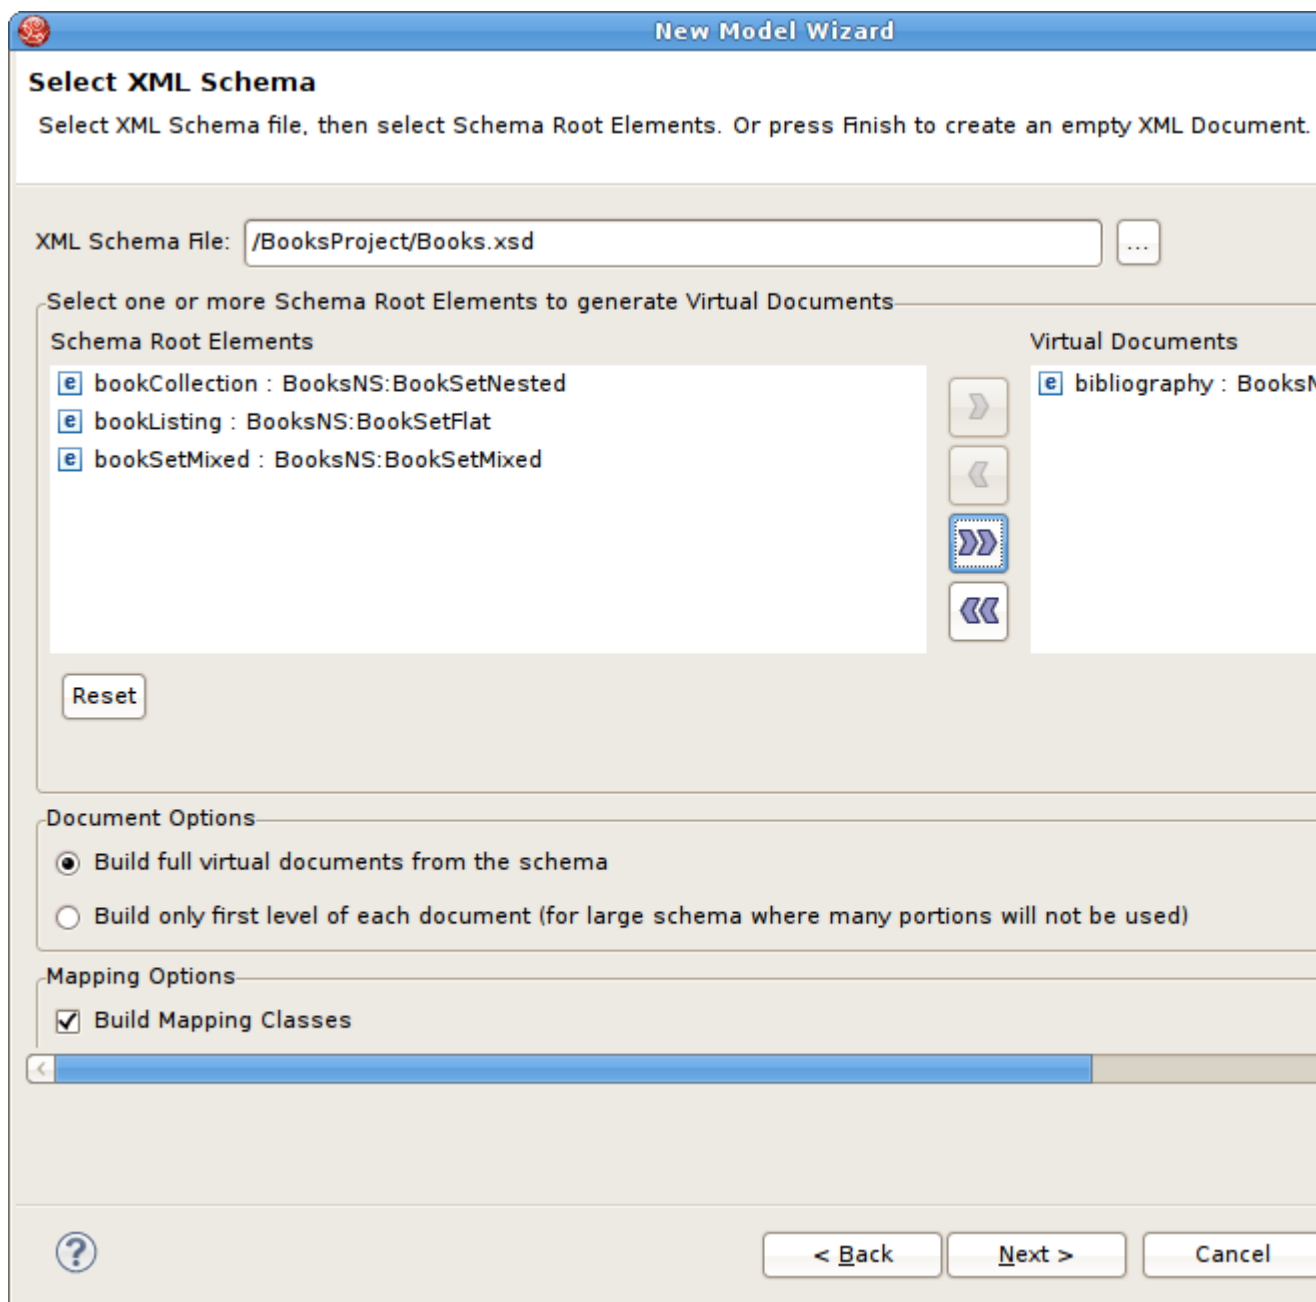 New Model Wizard
Select XML Schema
Select XML Schema file, then select Schema Root Elements. Or press Finish to create an empty XML Document.
XML Schema File: /BooksProject/Books.xsd ...
Select one or more Schema Root Elements to generate Virtual Documents
Schema Root Elements Virtual Documents
bookCollection : BooksNS:BookSetNested bibliography : Books
bookListing : BooksNS:BookSetFlat
bookSetMixed : BooksNS:BookSetMixed
Reset
Document Options
Build full virtual documents from the schema
Build only first level of each document (for large schema where many portions will not be used)
Mapping Options
Build Mapping Classes
< Back Next > Cancel